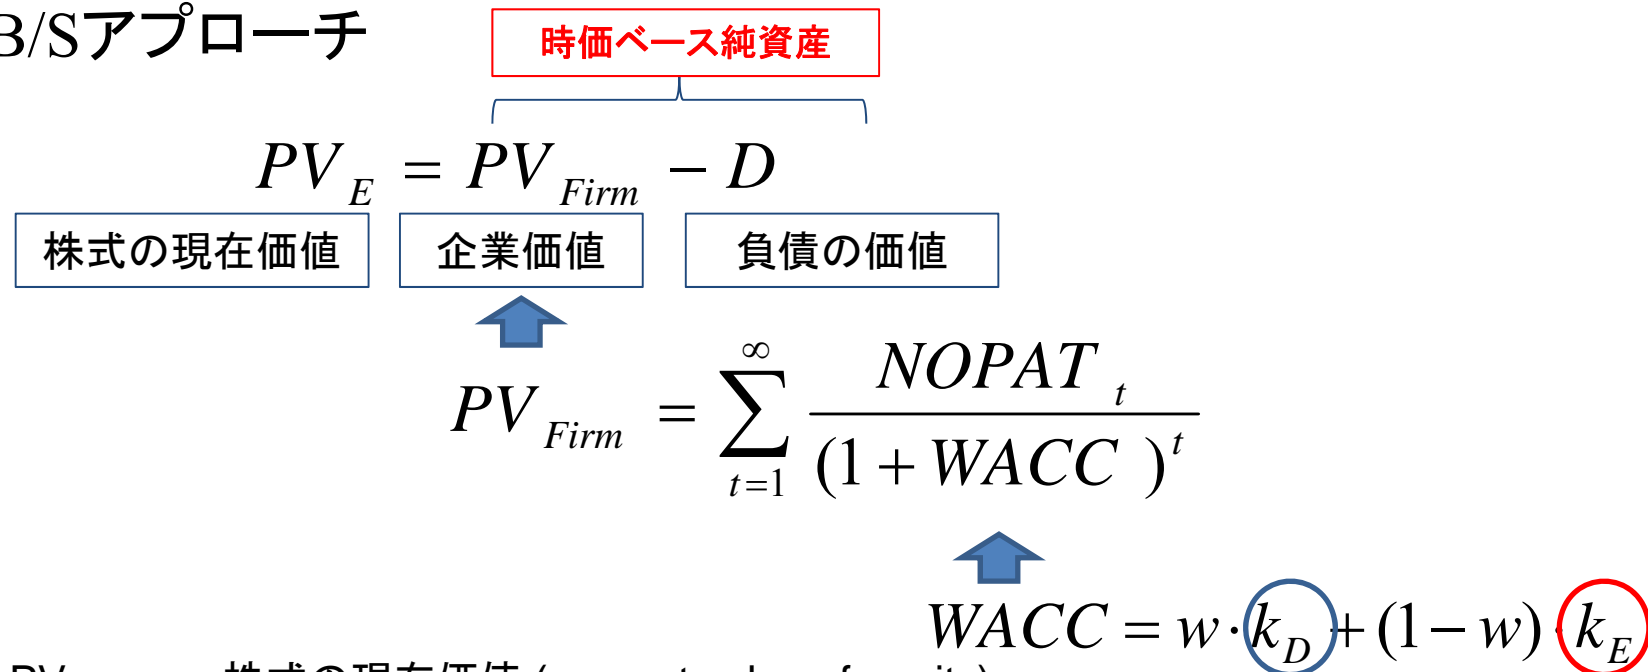 B/Sアプローチ
時価ベース純資産
PV_E = PV_Firm − D
株式の現在価値 企業価値 負債の価値
PV_Firm = ∑_{t=1}^{∞} NOPAT_t / (1 + WACC)^t
WACC = w · k_D + (1 − w) · k_E